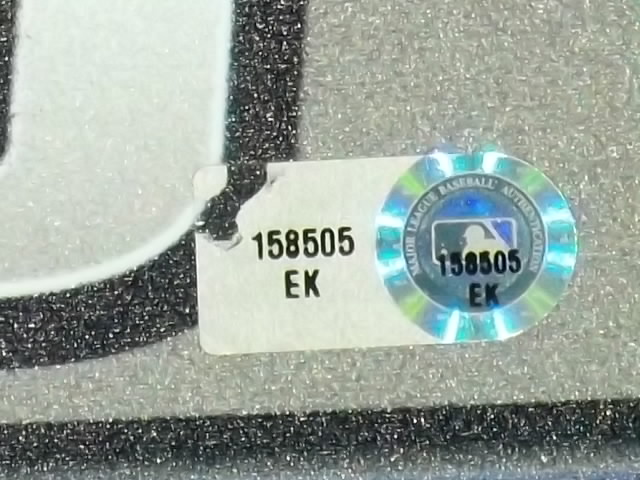 158505
EK
MAJOR LEAGUE BASEBALL AUTHENTICATION
158505
EK